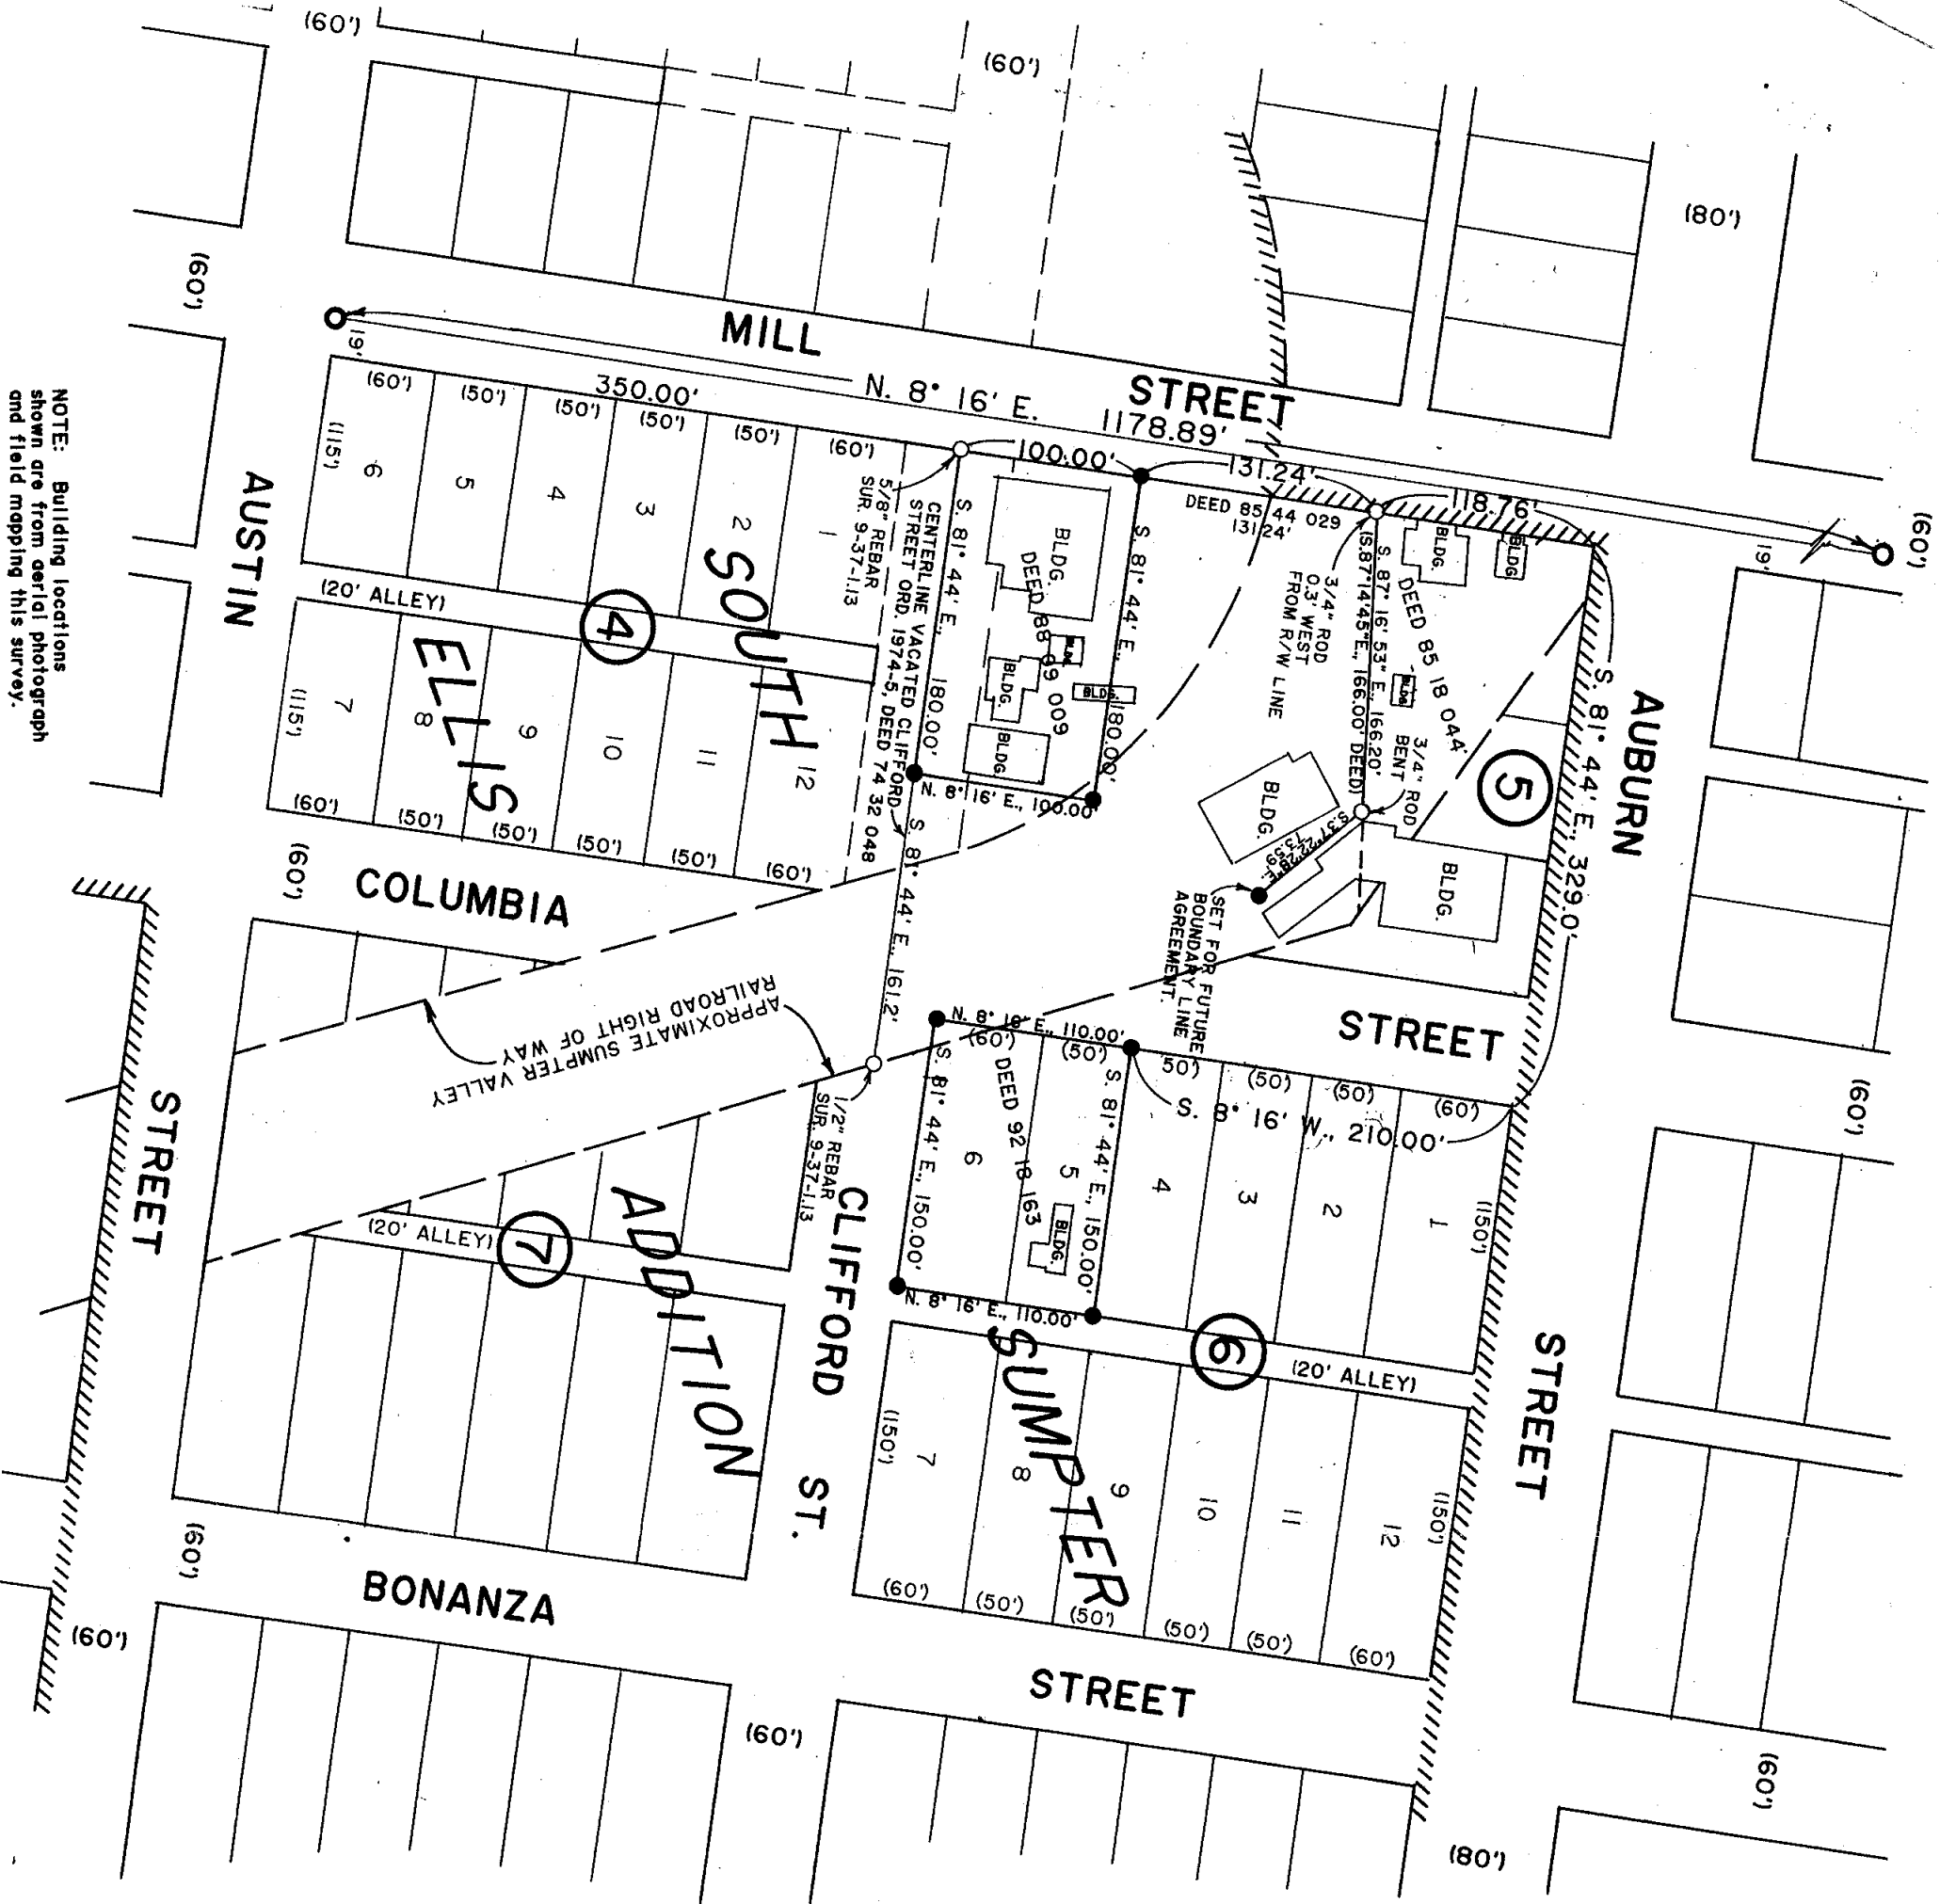 (60')
(60')
(80')
(60')
MILL STREET
N. 8° 16' E. 1178.89'
350.00'
100.00'
131.24'
118.76'
19'
19'
(60')
DEED 85 44 029
131.24'
(60')
(50')
(50')
(50')
(50')
(60')
(115')
6
5
4
3
2
1
5/8" REBAR
SUR. 9-37-1.13
CENTERLINE VACATED CLIFFORD
STREET ORD. 1974-5, DEED 74 32 048
S. 81° 44' E., 180.00'
S. 81° 44' E., 180.00'
BLDG.
DEED 88 09 009
BLDG.
BLDG.
BLDG.
BLDG.
N. 8° 16' E., 100.00'
3/4" ROD
0.3' WEST
FROM R/W LINE
S. 87° 16' 53" E., 166.20'
(S.87°14'45"E., 166.00' DEED)
BLDG.
BLDG.
DEED 85 18 044
BLDG.
3/4" ROD
BENT
BLDG.
S.37°22'28"E.
73.59'
BLDG.
SET FOR FUTURE
BOUNDARY LINE
AGREEMENT.
5
S. 81° 44' E., 329.0'
AUBURN
STREET
(20' ALLEY)
4
SOUTH
ELLIS
ADDITION
SUMPTER
(115')
7
8
9
10
11
12
(60')
(50')
(50')
(50')
(50')
(60')
AUSTIN
STREET
(60')
COLUMBIA
STREET
S. 81° 44' E., 161.2'
APPROXIMATE SUMPTER VALLEY
RAILROAD RIGHT OF WAY
1/2" REBAR
SUR. 9-37-1.13
CLIFFORD ST.
N. 8° 16' E., 110.00'
(60')
(50')
50')
(50')
(50')
(60')
S. 8° 16' W., 210.00'
S. 81° 44' E., 150.00'
S. 81° 44' E., 150.00'
DEED 92 18 163
BLDG.
6
5
4
3
2
1
(150')
N. 8° 16' E., 110.00'
6
(20' ALLEY)
(20' ALLEY)
7
(150')
7
8
9
10
11
12
(150')
(60')
(50')
(50')
(50')
(50')
(60')
(60')
BONANZA
STREET
(60')
(60')
(60')
(60')
(80')
NOTE: Building locations
shown are from aerial photograph
and field mapping this survey.